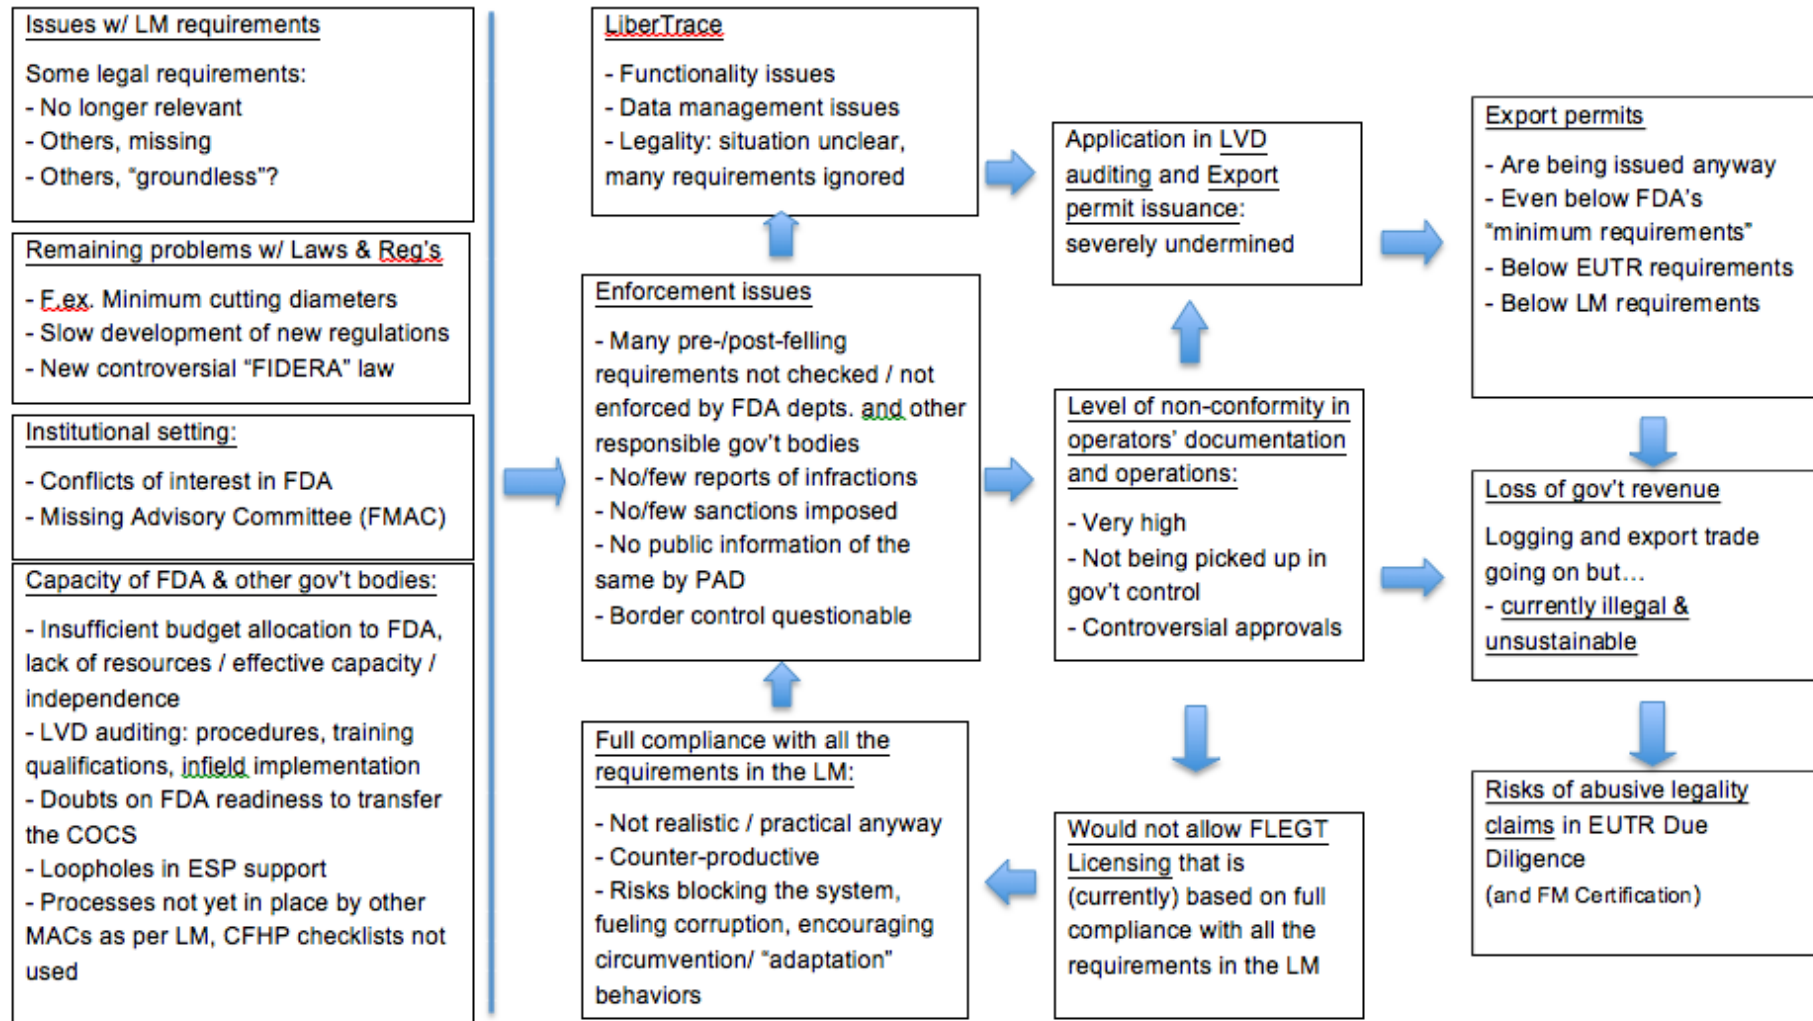 Issues w/ LM requirements
Some legal requirements:
- No longer relevant
- Others, missing
- Others, “groundless”?
Remaining problems w/ Laws & Reg’s
- F.ex. Minimum cutting diameters
- Slow development of new regulations
- New controversial “FIDERA” law
Institutional setting:
- Conflicts of interest in FDA
- Missing Advisory Committee (FMAC)
Capacity of FDA & other gov’t bodies:
- Insufficient budget allocation to FDA,
lack of resources / effective capacity /
independence
- LVD auditing: procedures, training
qualifications, infield implementation
- Doubts on FDA readiness to transfer
the COCS
- Loopholes in ESP support
- Processes not yet in place by other
MACs as per LM, CFHP checklists not
used
LiberTrace
- Functionality issues
- Data management issues
- Legality: situation unclear,
many requirements ignored
Enforcement issues
- Many pre-/post-felling
requirements not checked / not
enforced by FDA depts. and other
responsible gov’t bodies
- No/few reports of infractions
- No/few sanctions imposed
- No public information of the
same by PAD
- Border control questionable
Full compliance with all the
requirements in the LM:
- Not realistic / practical anyway
- Counter-productive
- Risks blocking the system,
fueling corruption, encouraging
circumvention/ “adaptation”
behaviors
Application in LVD
auditing and Export
permit issuance:
severely undermined
Level of non-conformity in
operators’ documentation
and operations:
- Very high
- Not being picked up in
gov’t control
- Controversial approvals
Would not allow FLEGT
Licensing that is
(currently) based on full
compliance with all the
requirements in the LM
Export permits
- Are being issued anyway
- Even below FDA’s
“minimum requirements”
- Below EUTR requirements
- Below LM requirements
Loss of gov’t revenue
Logging and export trade
going on but…
- currently illegal &
unsustainable
Risks of abusive legality
claims in EUTR Due
Diligence
(and FM Certification)